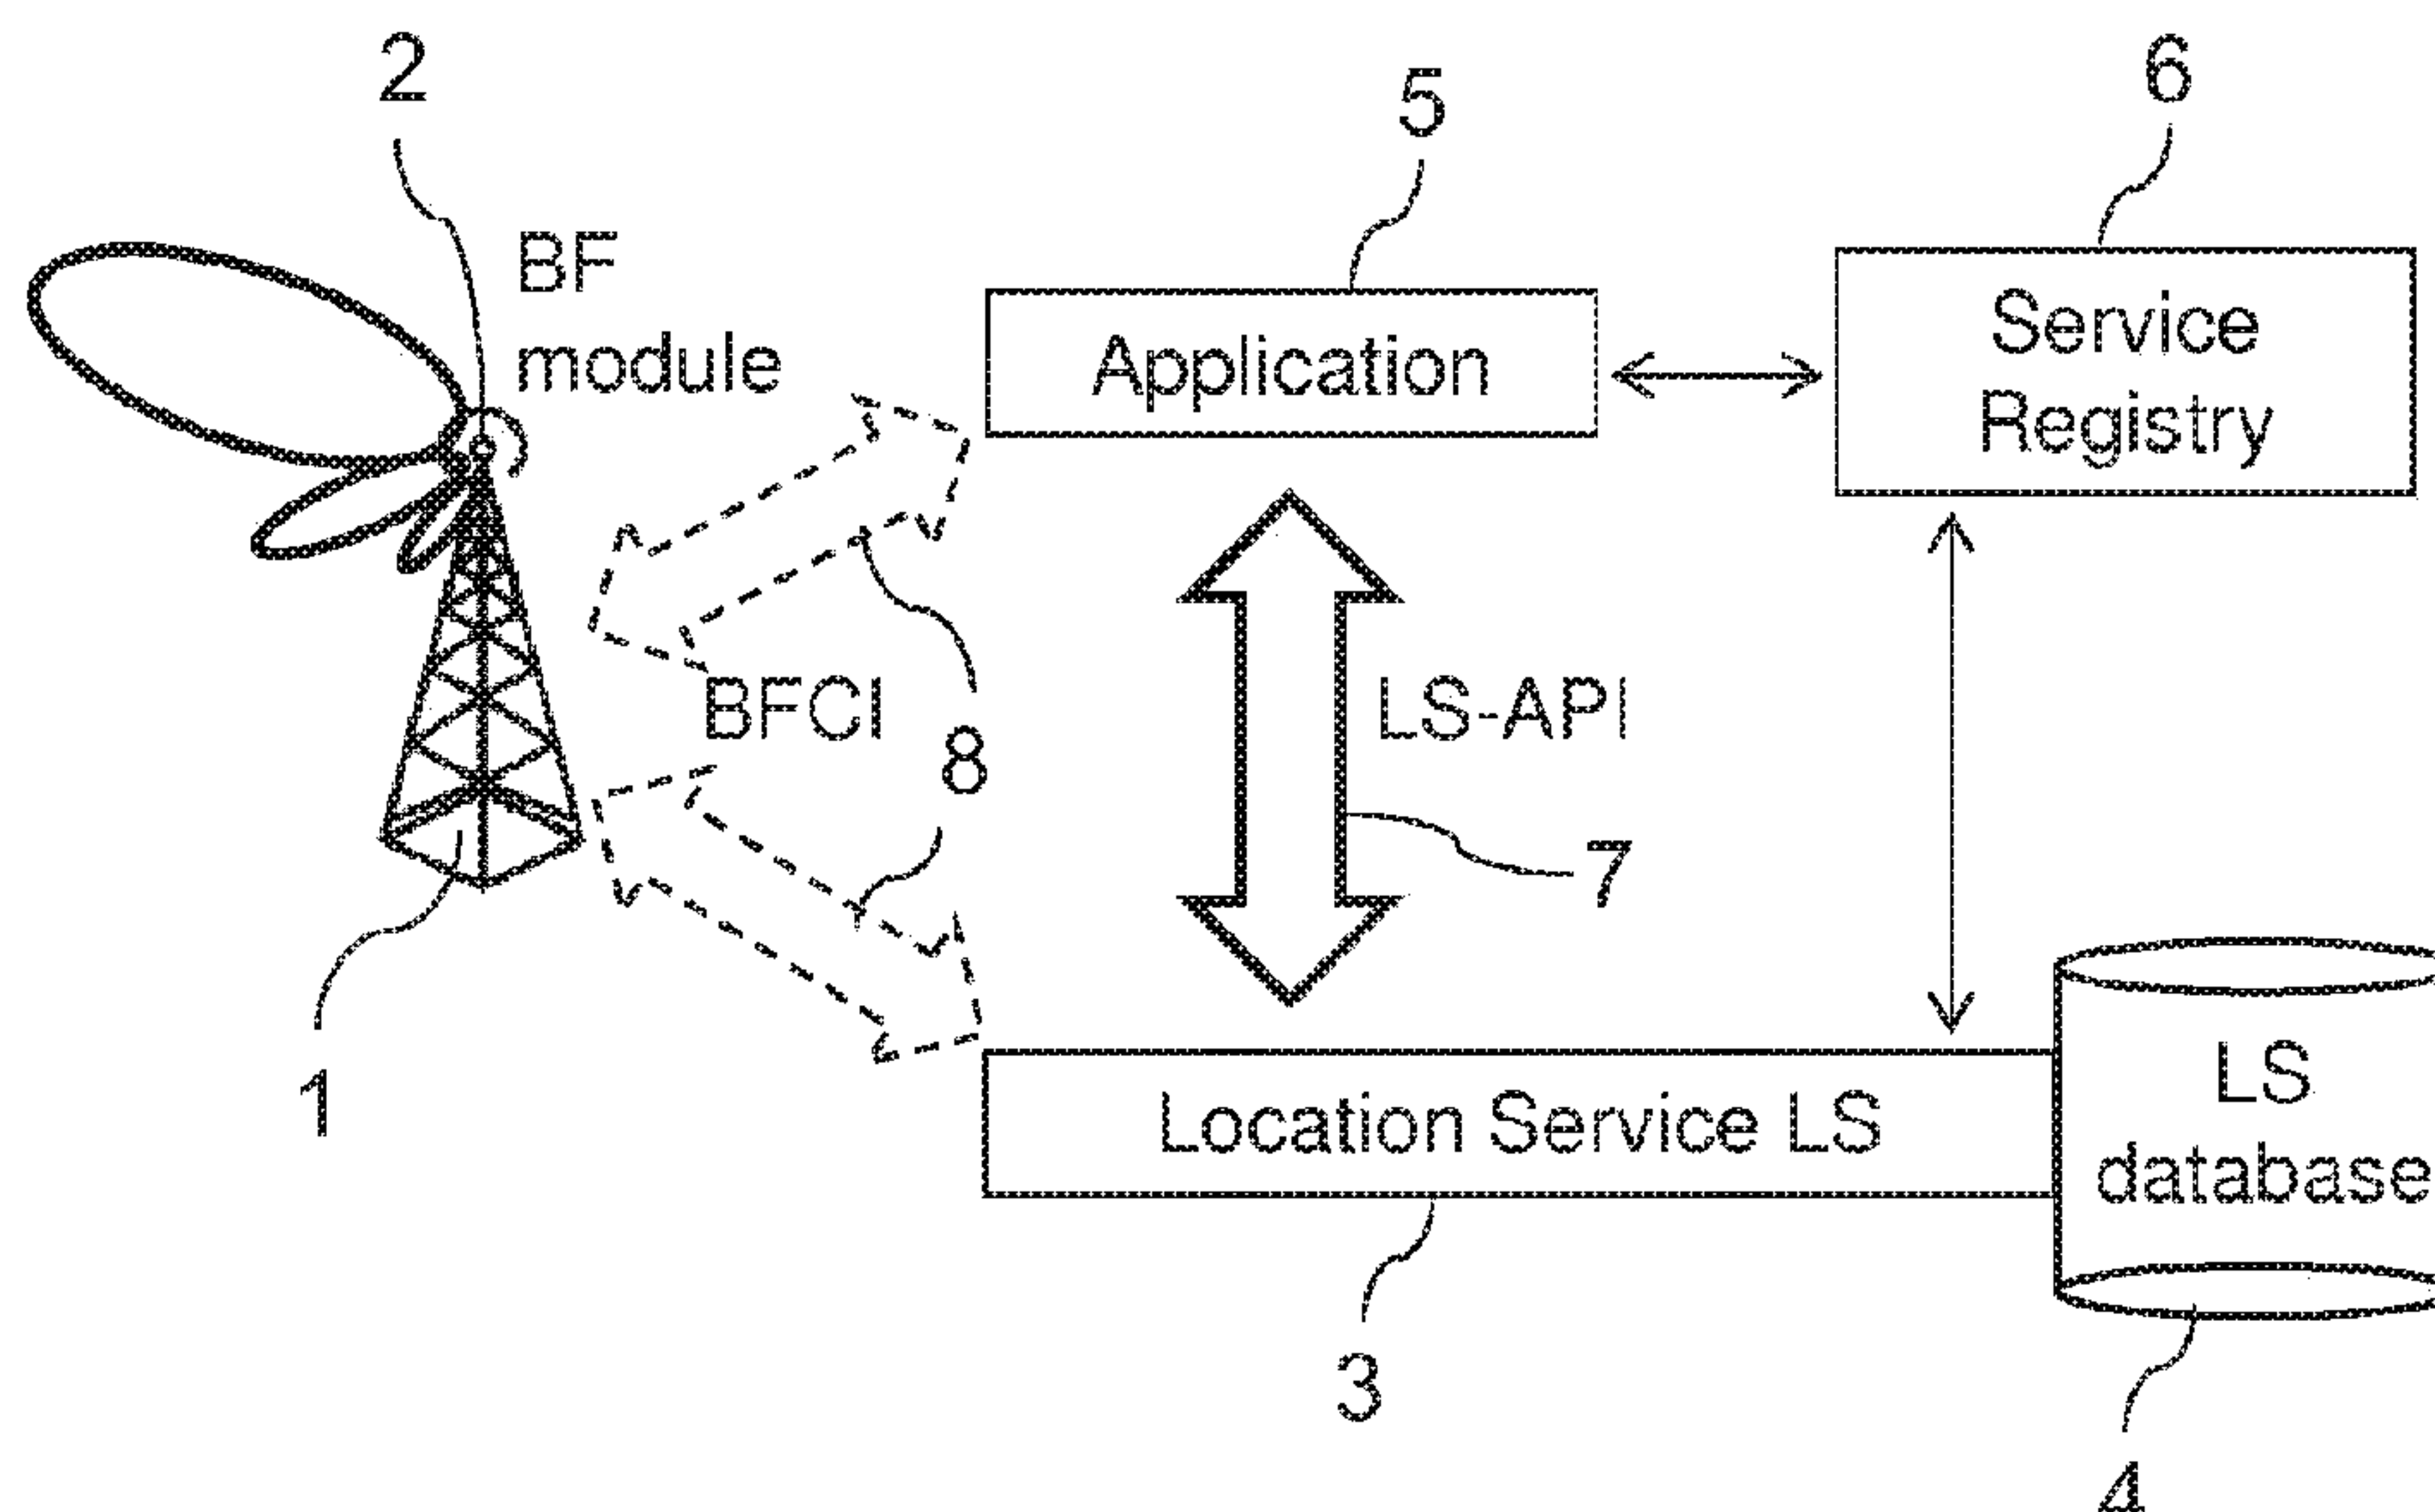 2
5
6
BF
module
Application
Service
Registry
BFCI
8
LS-API
7
1
Location Service LS
LS
database
3
4